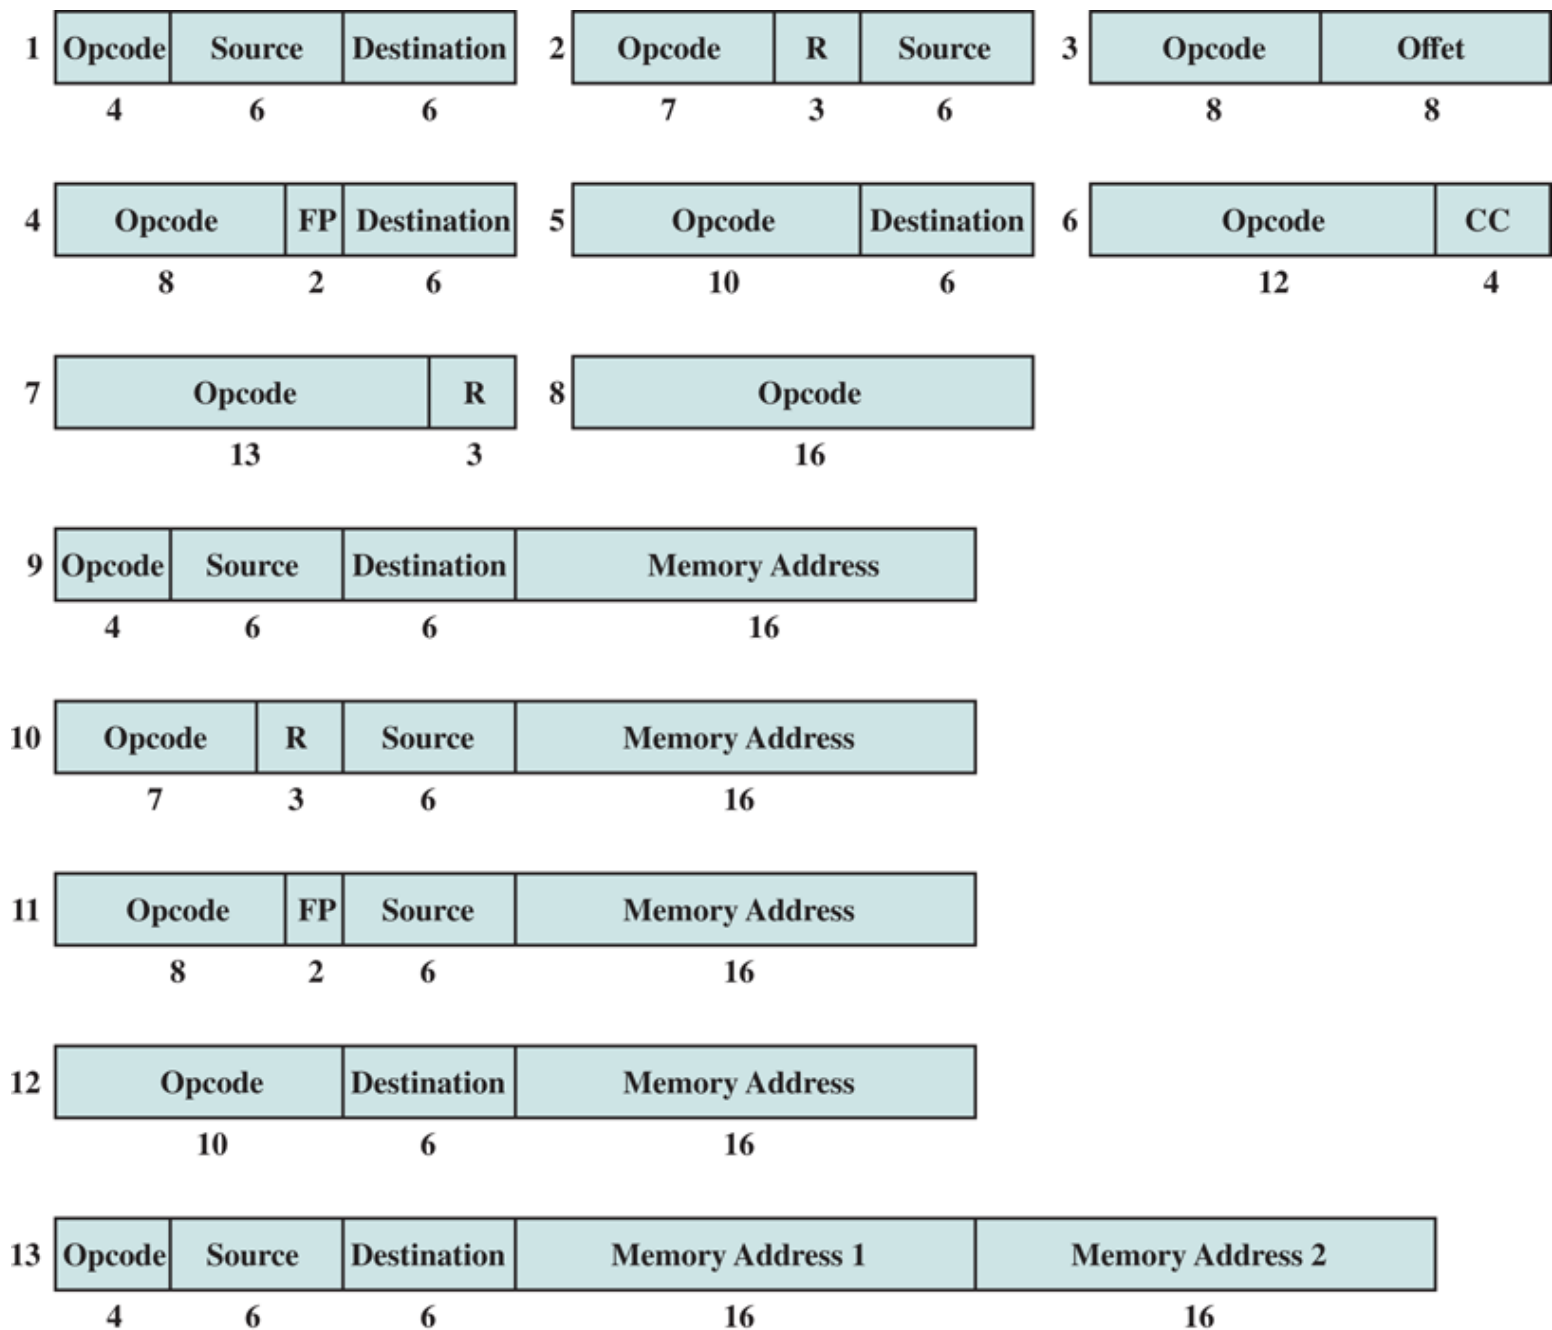 1 Opcode Source Destination 2 Opcode R Source 3 Opcode Offet
4 6 6 7 3 6 8 8
4 Opcode FP Destination 5 Opcode Destination 6 Opcode CC
8 2 6 10 6 12 4
7 Opcode R 8 Opcode
13 3 16
9 Opcode Source Destination Memory Address
4 6 6 16
10 Opcode R Source Memory Address
7 3 6 16
11 Opcode FP Source Memory Address
8 2 6 16
12 Opcode Destination Memory Address
10 6 16
13 Opcode Source Destination Memory Address 1 Memory Address 2
4 6 6 16 16